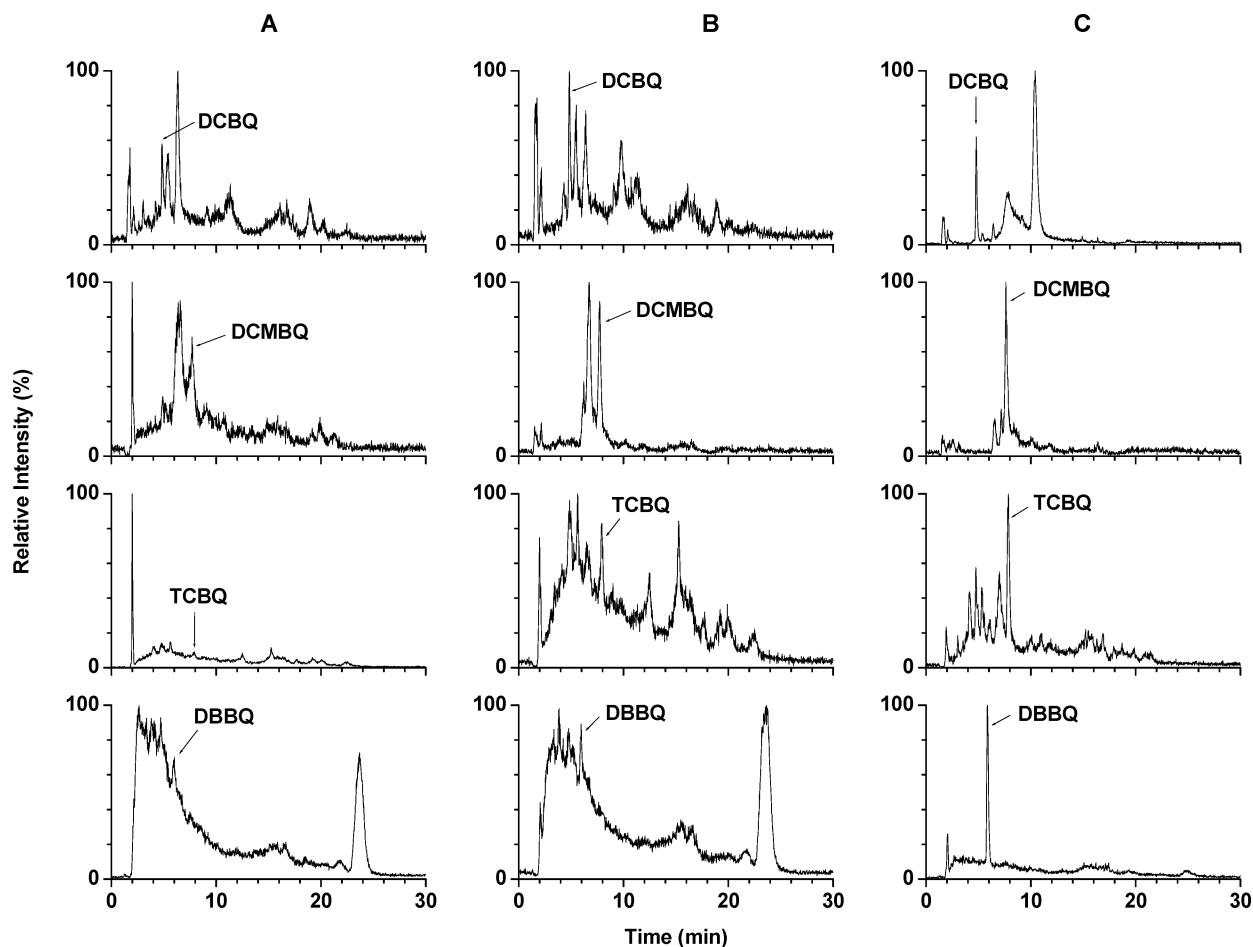 A B C
100 100 100
DCBQ DCBQ DCBQ
0 0 0
100 100 100
DCMBQ DCMBQ DCMBQ
0 0 0
Relative Intensity (%)
100 100 100
TCBQ TCBQ TCBQ
0 0 0
100 100 100
DBBQ DBBQ DBBQ
0 0 0
0 10 20 30 0 10 20 30 0 10 20 30
Time (min)